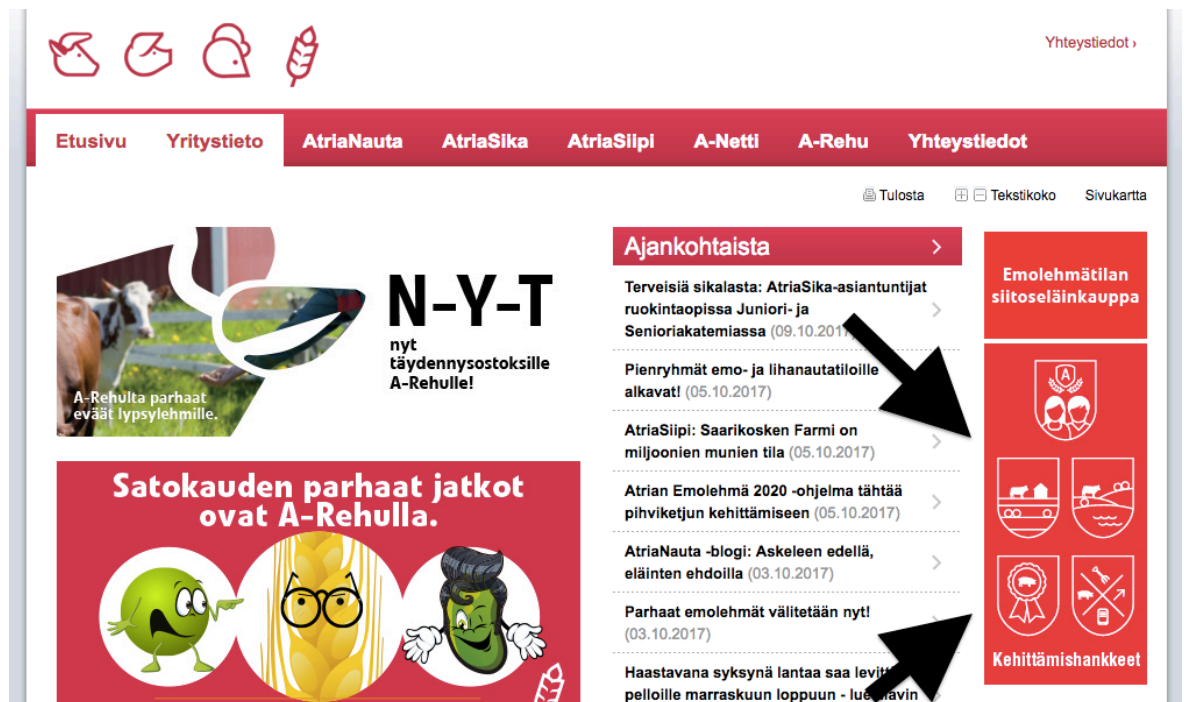 Yhteystiedot ›
Etusivu Yritystieto AtriaNauta AtriaSika AtriaSiipi A-Netti A-Rehu Yhteystiedot
Tulosta Tekstikoko Sivukartta
N-Y-T
nyt
täydennysostoksille
A-Rehulle!
A-Rehulta parhaat
eväät lypsylehmille.
Satokauden parhaat jatkot
ovat A-Rehulla.
Ajankohtaista
Terveisiä sikalasta: AtriaSika-asiantuntijat
ruokintaopissa Juniori- ja
Senioriakatemiassa (09.10.2017)
Pienryhmät emo- ja lihanautatiloille
alkavat! (05.10.2017)
AtriaSiipi: Saarikosken Farmi on
miljoonien munien tila (05.10.2017)
Atrian Emolehmä 2020 -ohjelma tähtää
pihviketjun kehittämiseen (05.10.2017)
AtriaNauta -blogi: Askeleen edellä,
eläinten ehdoilla (03.10.2017)
Parhaat emolehmät välitetään nyt!
(03.10.2017)
Haastavana syksynä lantaa saa
pelloille marraskuun loppuun -
Emolehmätilan
siitoseläinkauppa
A
Kehittämishankkeet